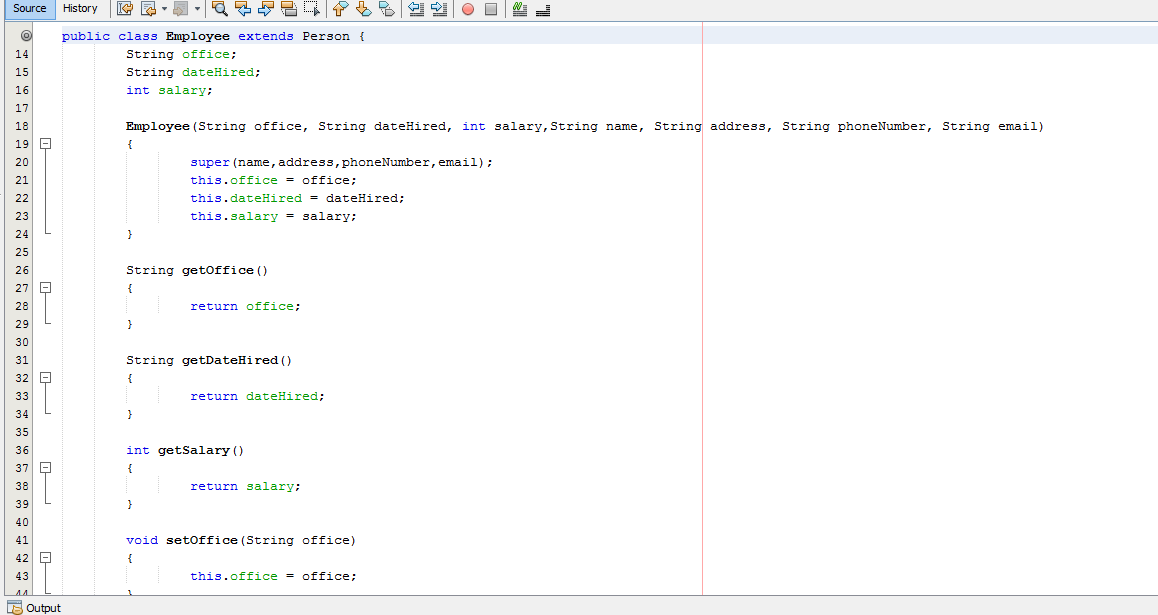 Source History
public class Employee extends Person {
14 String office;
15 String dateHired;
16 int salary;
17
18 Employee(String office, String dateHired, int salary,String name, String address, String phoneNumber, String email)
19 {
20 super(name,address,phoneNumber,email);
21 this.office = office;
22 this.dateHired = dateHired;
23 this.salary = salary;
24 }
25
26 String getOffice()
27 {
28 return office;
29 }
30
31 String getDateHired()
32 {
33 return dateHired;
34 }
35
36 int getSalary()
37 {
38 return salary;
39 }
40
41 void setOffice(String office)
42 {
43 this.office = office;
44 }
Output